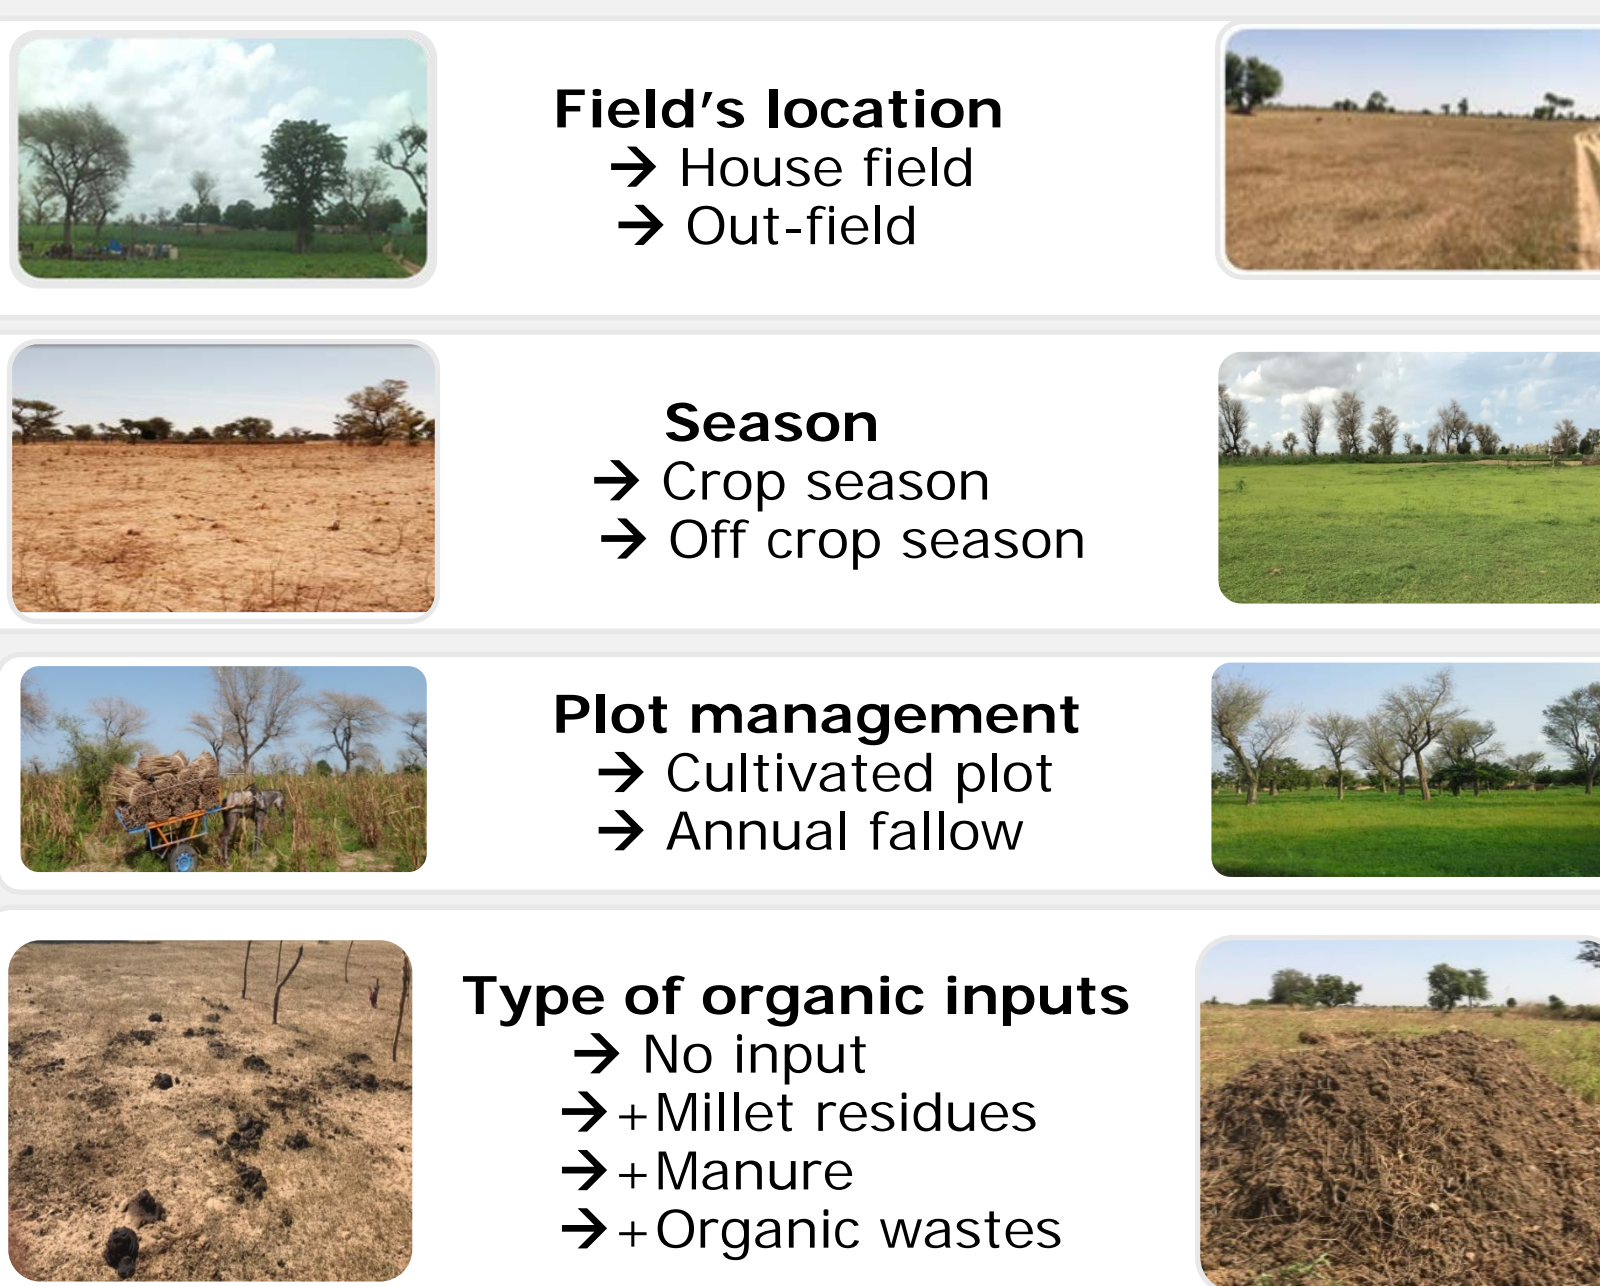 Field’s location
→ House field
→ Out-field
Season
→ Crop season
→ Off crop season
Plot management
→ Cultivated plot
→ Annual fallow
Type of organic inputs
→ No input
→ +Millet residues
→ +Manure
→ +Organic wastes